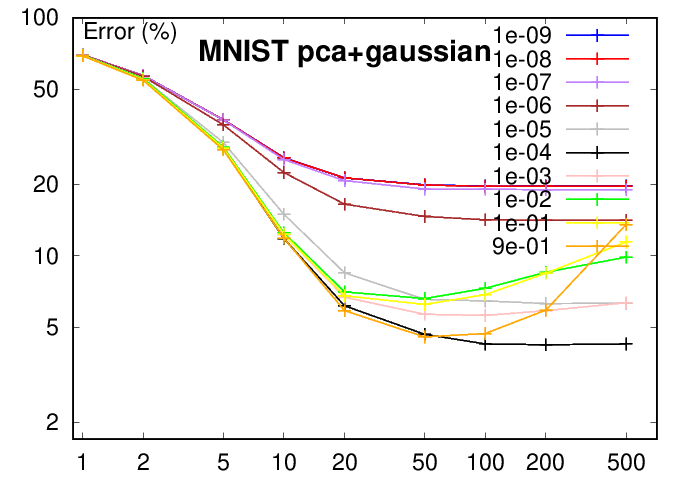 100
Error (%)
MNIST pca+gaussian
1e-09
1e-08
1e-07
1e-06
1e-05
1e-04
1e-03
1e-02
1e-01
9e-01
50
20
10
5
2
1 2 5 10 20 50 100 200 500